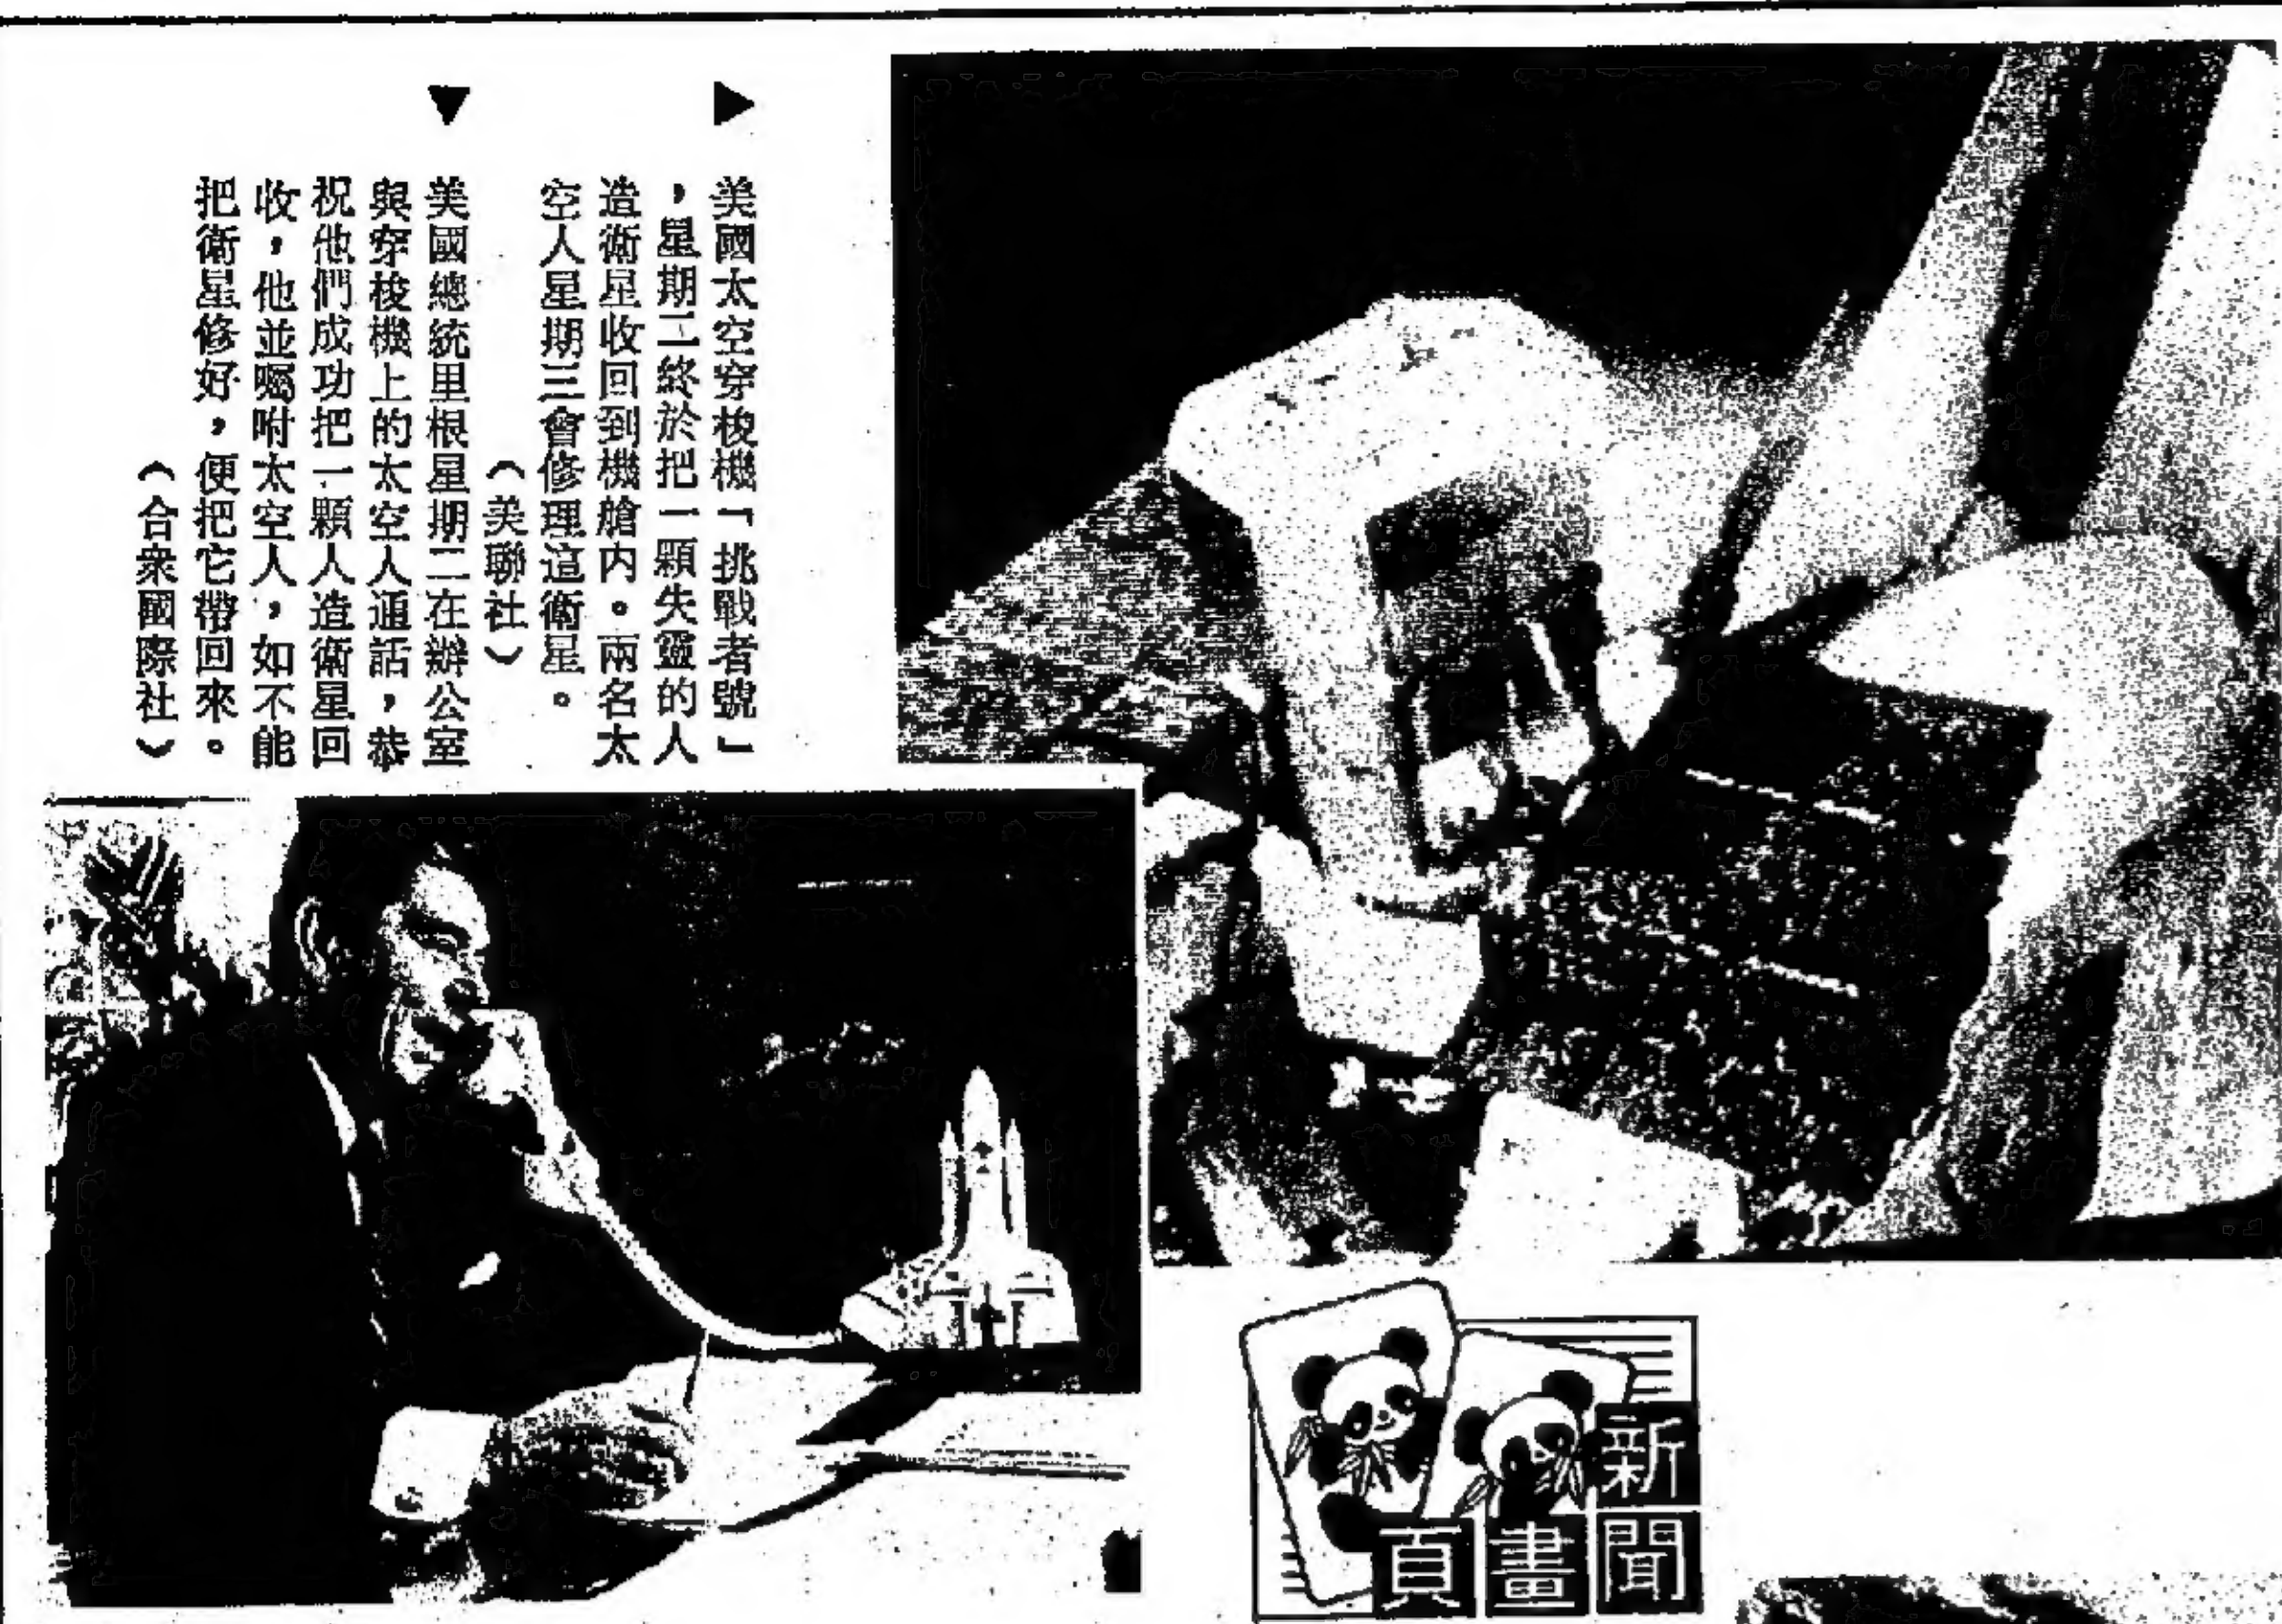 美國太空穿梭機「挑戰者號」
，星期二終於把一顆失靈的人
造衛星收回到機艙内。兩名太
空人星期三會修理這衛星。
（美聯社）
美國總統里根星期二在辦公室
與穿梭機上的太空人通話，恭
祝他們成功把一顆人造衛星回
收，他並囑咐太空人，如不能
把衛星修好，便把它帶回來。
（合衆國際社）
新聞畫頁